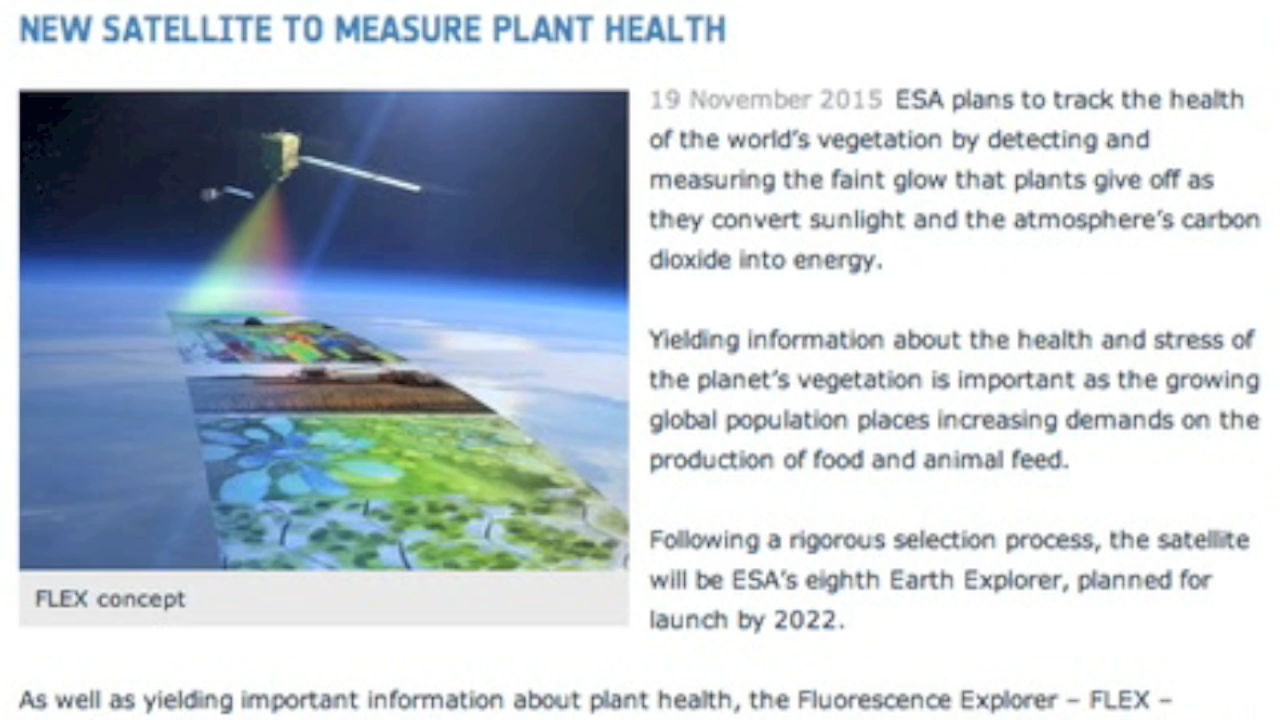 NEW SATELLITE TO MEASURE PLANT HEALTH
19 November 2015 ESA plans to track the health
of the world's vegetation by detecting and
measuring the faint glow that plants give off as
they convert sunlight and the atmosphere's carbon
dioxide into energy.
Yielding information about the health and stress of
the planet's vegetation is important as the growing
global population places increasing demands on the
production of food and animal feed.
Following a rigorous selection process, the satellite
will be ESA's eighth Earth Explorer, planned for
launch by 2022.
FLEX concept
As well as yielding important information about plant health, the Fluorescence Explorer – FLEX –